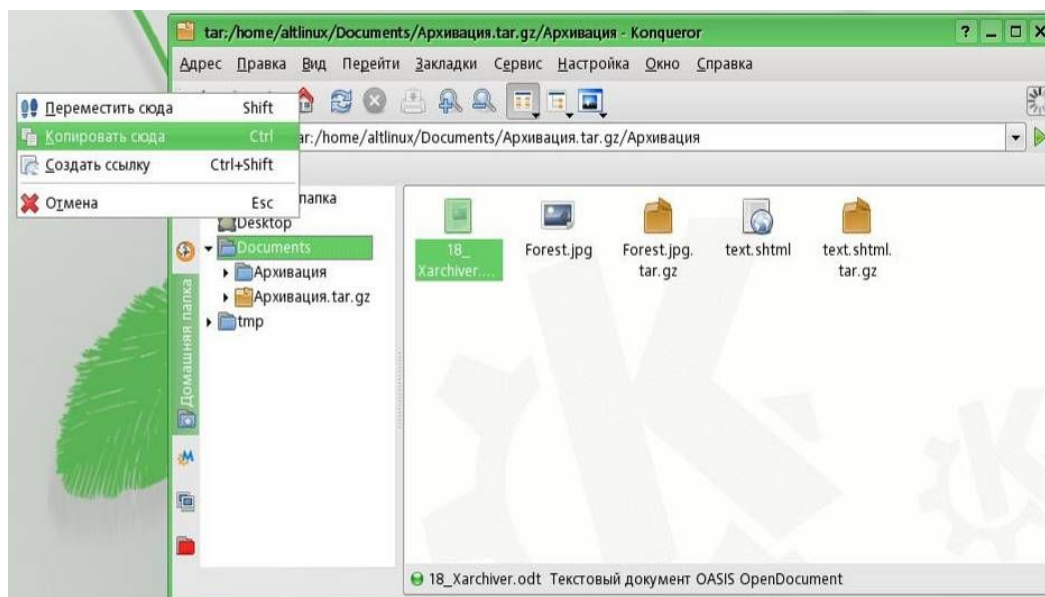 tar:/home/altlinux/Documents/Архивация.tar.gz/Архивация - Konqueror
Адрес Правка Вид Перейти Закладки Сервис Настройка Окно Справка
Переместить сюда Shift
Копировать сюда Ctrl
Создать ссылку Ctrl+Shift
Отмена Esc
ar:/home/altlinux/Documents/Архивация.tar.gz/Архивация
папка
Desktop
Documents
Архивация
Архивация.tar.gz
tmp
Домашняя папка
18_
Xarchiver....
Forest.jpg
Forest.jpg.
tar.gz
text.shtml
text.shtml.
tar.gz
18_Xarchiver.odt Текстовый документ OASIS OpenDocument